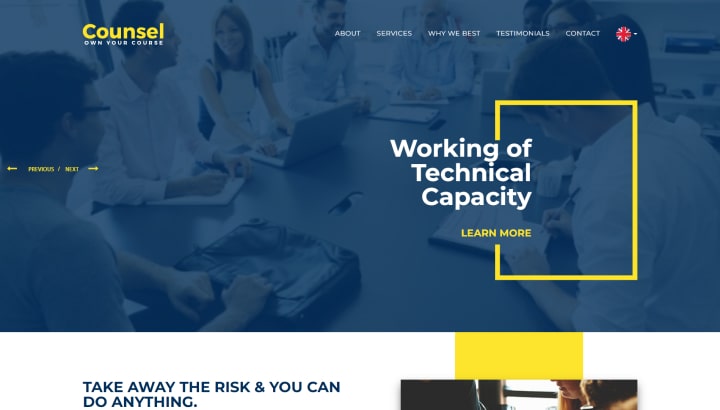 Counsel
OWN YOUR COURSE
ABOUT
SERVICES
WHY WE BEST
TESTIMONIALS
CONTACT
PREVIOUS / NEXT
Working of
Technical
Capacity
LEARN MORE
TAKE AWAY THE RISK & YOU CAN
DO ANYTHING.